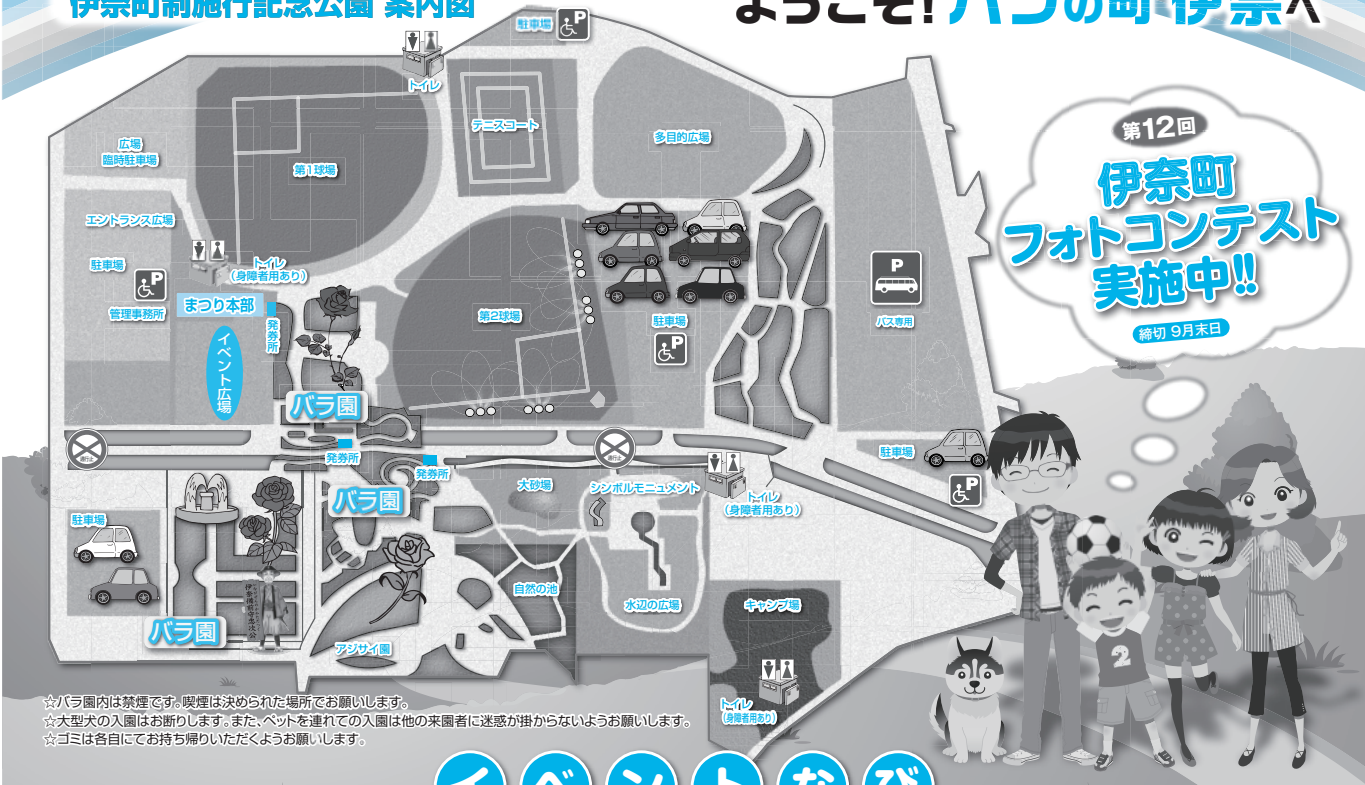 伊奈町制施行記念公園 案内図
ようこそ!バラの町 伊奈へ
駐車場
P
トイレ
テニスコート
多目的広場
広場
臨時駐車場
第1球場
エントランス広場
駐車場
P
管理事務所
トイレ
(身障者用あり)
まつり本部
発券所
イベント広場
第2球場
駐車場
P
P
バス専用
第12回
伊奈町
フォトコンテスト
実施中!!
締切 9月末日
バラ園
発券所
発券所
バラ園
大砂場
シンボルモニュメント
トイレ
(身障者用あり)
駐車場
P
駐車場
バラ園
伊奈備前守忠次公
アジサイ園
自然の池
水辺の広場
キャンプ場
トイレ
(身障者用あり)
2
☆バラ園内は禁煙です。喫煙は決められた場所でお願いします。
☆大型犬の入園はお断りします。また、ペットを連れての入園は他の来園者に迷惑が掛からないようお願いします。
☆ゴミは各自にてお持ち帰りいただくようお願いします。
イベントなび